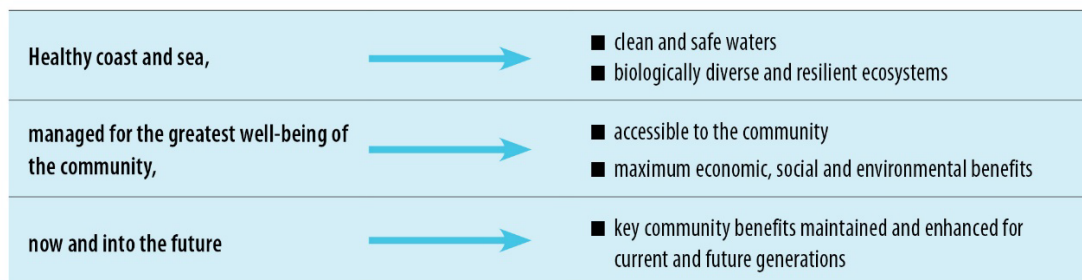 Healthy coast and sea,
■ clean and safe waters
■ biologically diverse and resilient ecosystems
managed for the greatest well-being of
the community,
■ accessible to the community
■ maximum economic, social and environmental benefits
now and into the future
■ key community benefits maintained and enhanced for
current and future generations